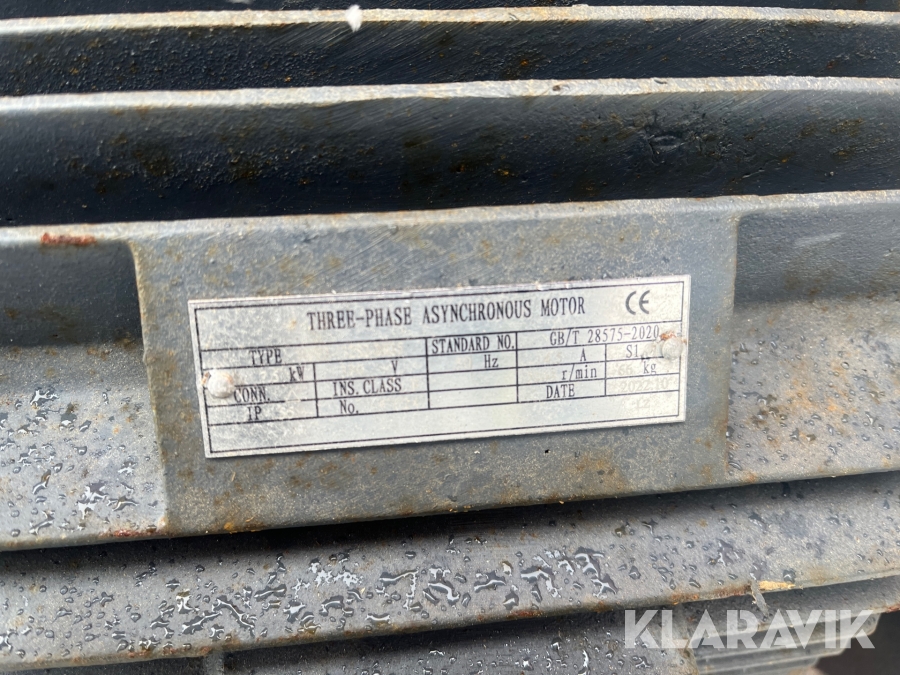 THREE-PHASE ASYNCHRONOUS MOTOR CE
TYPE STANDARD NO. GB/T 28575-2020
kW V Hz A S1
CONN. INS. CLASS r/min kg
IP No. DATE
KLARAVIK